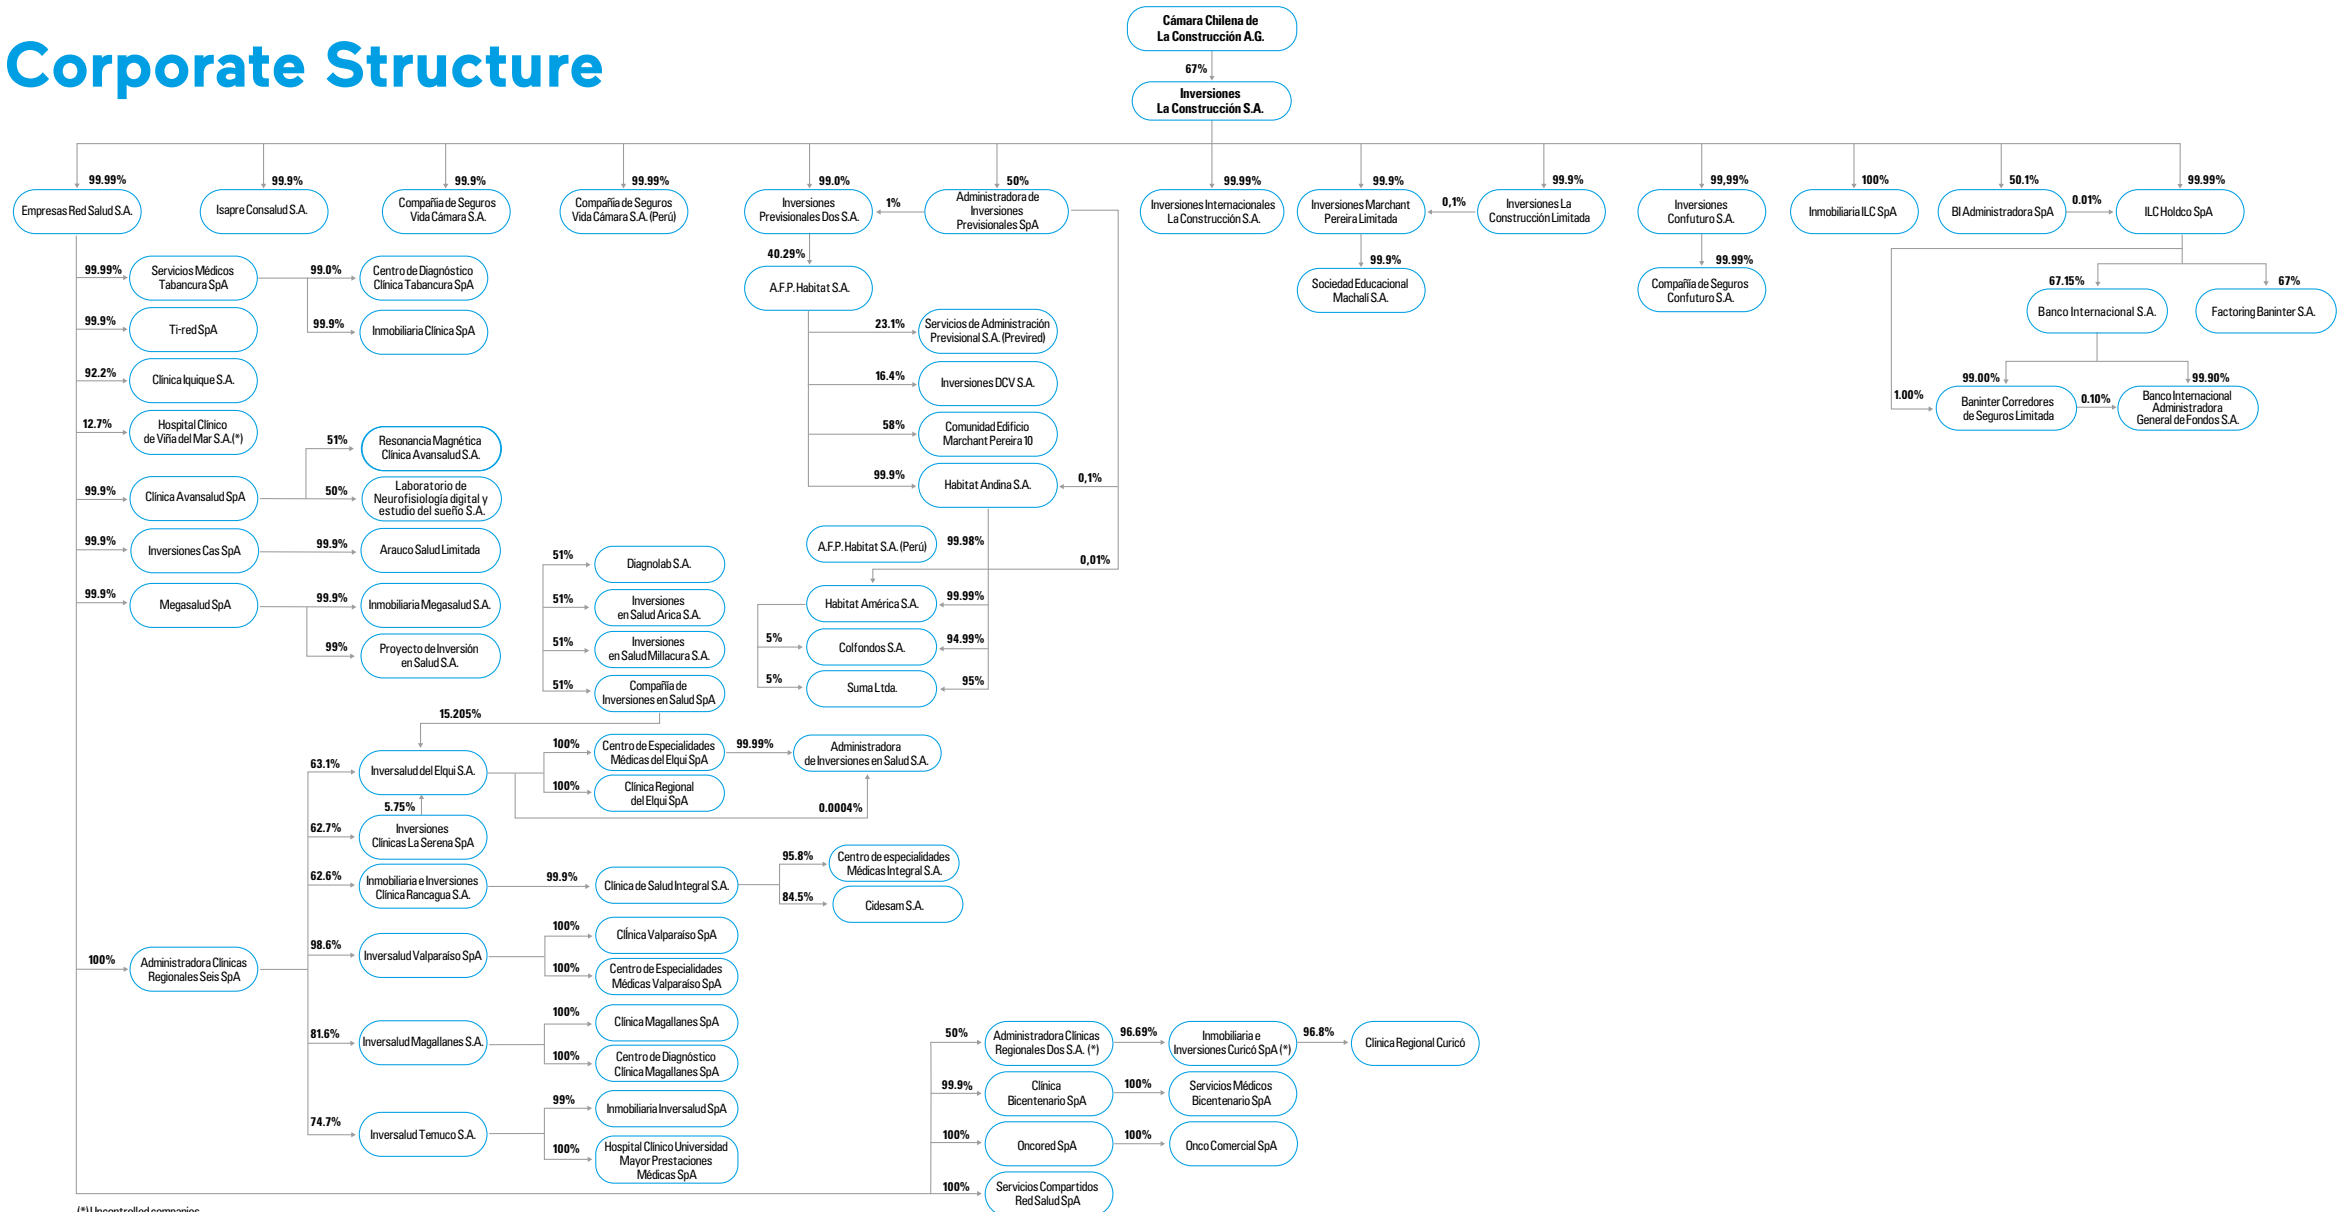 Corporate Structure
Cámara Chilena de
La Construcción A.G.
67%
Inversiones
La Construcción S.A.
99.99%
Empresas Red Salud S.A.
99.9%
Isapre Consalud S.A.
99.9%
Compañia de Seguros
Vida Cámara S.A.
99.99%
Compañia de Seguros
Vida Cámara S.A. (Perú)
99.0%
Inversiones
Previsionales Dos S.A.
1%
50%
Administradora de
Inversiones
Previsionales SpA
99.99%
Inversiones Internacionales
La Construcción S.A.
99.9%
Inversiones Marchant
Pereira Limitada
0,1%
99.9%
Inversiones La
Construcción Limitada
99,99%
Inversiones
Confuturo S.A.
100%
Inmobiliaria ILC SpA
50.1%
BI Administradora SpA
0.01%
99.99%
ILC Holdco SpA
99.99%
Servicios Médicos
Tabancura SpA
99.0%
Centro de Diagnóstico
Clínica Tabancura SpA
99.9%
Inmobiliaria Clínica SpA
99.9%
Ti-red SpA
92.2%
Clínica Iquique S.A.
12.7%
Hospital Clínico
de Viña del Mar S.A.(*)
99.9%
Clínica Avansalud SpA
51%
Resonancia Magnética
Clínica Avansalud S.A.
50%
Laboratorio de
Neurofisiología digital y
estudio del sueño S.A.
99.9%
Inversiones Cas SpA
99.9%
Arauco Salud Limitada
99.9%
Megasalud SpA
99.9%
Inmobiliaria Megasalud S.A.
99%
Proyecto de Inversión
en Salud S.A.
40.29%
A.F.P. Habitat S.A.
23.1%
Servicios de Administración
Previsional S.A. (Previred)
16.4%
Inversiones DCV S.A.
58%
Comunidad Edificio
Marchant Pereira 10
99.9%
Habitat Andina S.A.
0,1%
A.F.P. Habitat S.A. (Perú)
99.98%
0,01%
Habitat América S.A.
99.99%
5%
Colfondos S.A.
94.99%
5%
Suma Ltda.
95%
99.9%
Sociedad Educacional
Machalí S.A.
99.99%
Compañía de Seguros
Confuturo S.A.
67.15%
Banco Internacional S.A.
67%
Factoring Baninter S.A.
1.00%
99.00%
Baninter Corredores
de Seguros Limitada
0.10%
99.90%
Banco Internacional
Administradora
General de Fondos S.A.
51%
Diagnolab S.A.
51%
Inversiones
en Salud Arica S.A.
51%
Inversiones
en Salud Millacura S.A.
51%
Compañía de
Inversiones en Salud SpA
15.205%
100%
Administradora Clínicas
Regionales Seis SpA
63.1%
Inversalud del Elqui S.A.
5.75%
100%
Centro de Especialidades
Médicas del Elqui SpA
99.99%
Administradora
de Inversiones en Salud S.A.
100%
Clínica Regional
del Elqui SpA
0.0004%
62.7%
Inversiones
Clínicas La Serena SpA
62.6%
Inmobiliaria e Inversiones
Clínica Rancagua S.A.
99.9%
Clínica de Salud Integral S.A.
95.8%
Centro de especialidades
Médicas Integral S.A.
84.5%
Cidesam S.A.
98.6%
Inversalud Valparaíso SpA
100%
ClÍnica Valparaíso SpA
100%
Centro de Especialidades
Médicas Valparaíso SpA
81.6%
Inversalud Magallanes S.A.
100%
Clínica Magallanes SpA
100%
Centro de Diagnóstico
Clínica Magallanes SpA
74.7%
Inversalud Temuco S.A.
99%
Inmobiliaria Inversalud SpA
100%
Hospital Clínico Universidad
Mayor Prestaciones
Médicas SpA
50%
Administradora Clínicas
Regionales Dos S.A. (*)
96.69%
Inmobiliaria e
Inversiones Curicó SpA (*)
96.8%
Clinica Regional Curicó
99.9%
Clínica
Bicentenario SpA
100%
Servicios Médicos
Bicentenario SpA
100%
Oncored SpA
100%
Onco Comercial SpA
100%
Servicios Compartidos
Red Salud SpA
(*) Uncontrolled companies